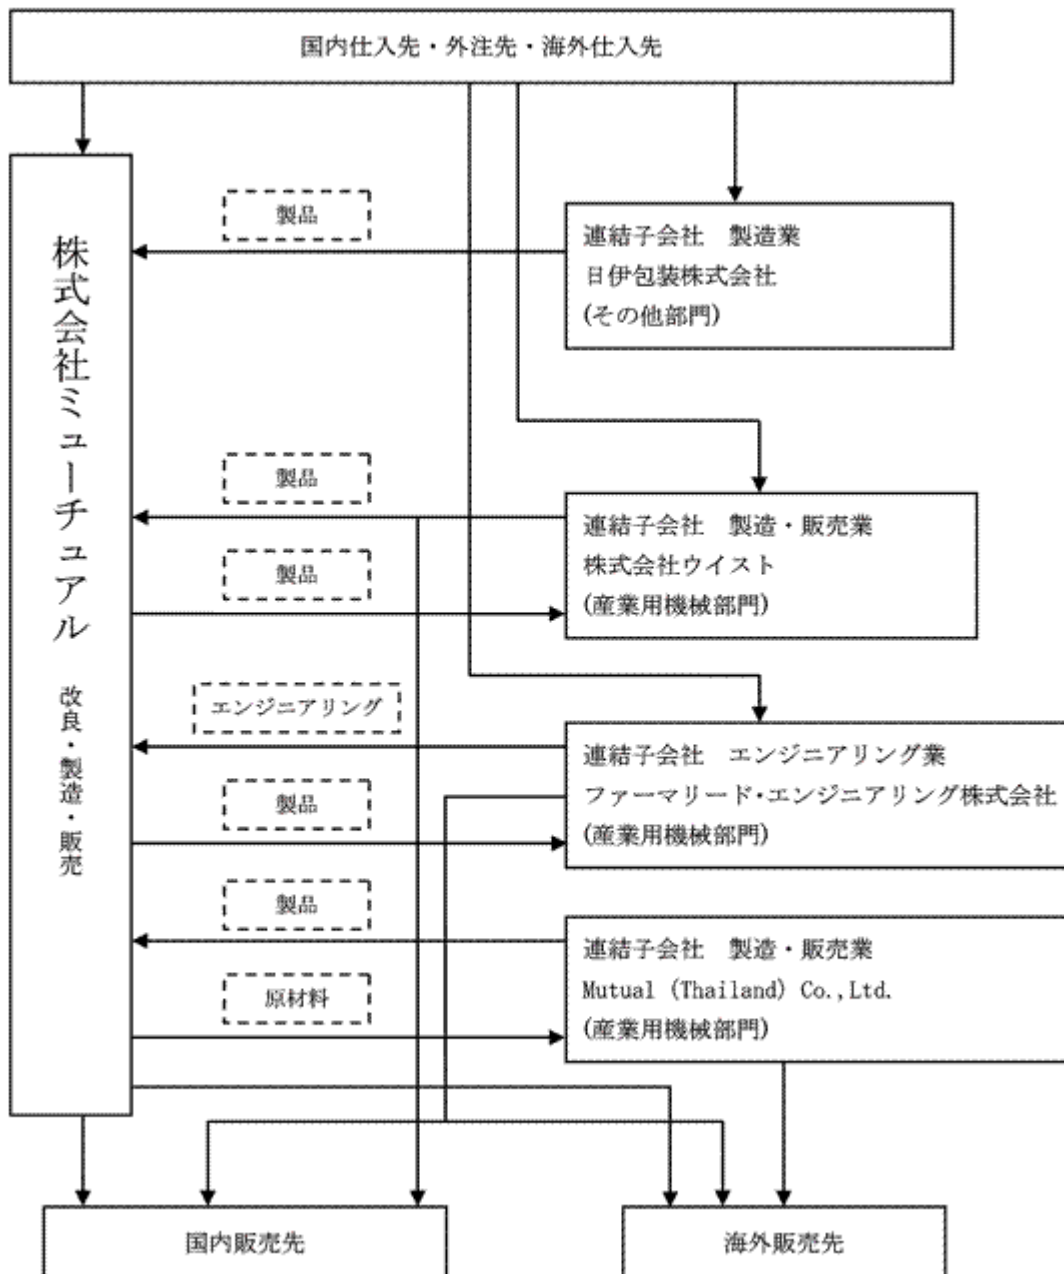 国内仕入先・外注先・海外仕入先
株式会社ミューチュアル 改良・製造・販売
製品
連結子会社 製造業
日伊包装株式会社
(その他部門)
製品
製品
連結子会社 製造・販売業
株式会社ウイスト
(産業用機械部門)
エンジニアリング
製品
連結子会社 エンジニアリング業
ファーマリード・エンジニアリング株式会社
(産業用機械部門)
製品
原材料
連結子会社 製造・販売業
Mutual (Thailand) Co.,Ltd.
(産業用機械部門)
国内販売先
海外販売先